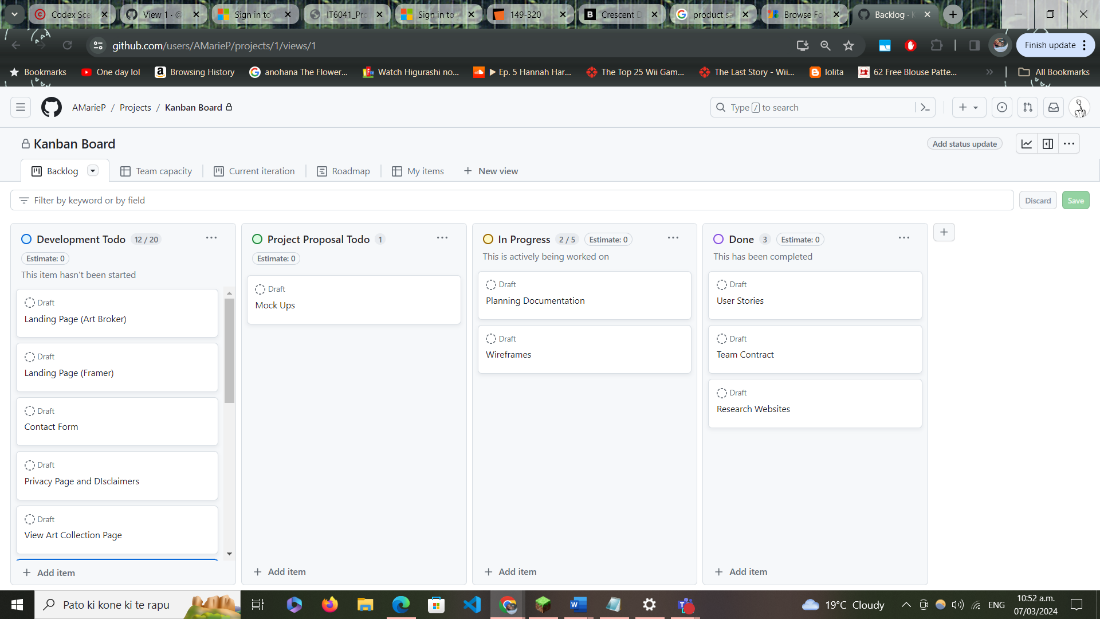 Codex Sea
View 1 ·
Sign in to
IT6041_Pro
Sign in to
149-320
Crescent D
product s
Browse Fo
Backlog ·
github.com/users/AMarieP/projects/1/views/1
Finish update
Bookmarks
One day lol
Browsing History
anohana The Flower...
Watch Higurashi no...
▶ Ep. 5 Hannah Har...
The Top 25 Wii Gam...
The Last Story - Wii...
lolita
62 Free Blouse Patte...
»
All Bookmarks
AMarieP / Projects / Kanban Board
Type / to search
Kanban Board
Add status update
Backlog
Team capacity
Current iteration
Roadmap
My items
+ New view
Filter by keyword or by field
Discard
Save
Development Todo 12 / 20
Estimate: 0
This item hasn't been started
Draft
Landing Page (Art Broker)
Draft
Landing Page (Framer)
Draft
Contact Form
Draft
Privacy Page and DIsclaimers
Draft
View Art Collection Page
+ Add item
Project Proposal Todo 1
Estimate: 0
Draft
Mock Ups
+ Add item
In Progress 2 / 5 Estimate: 0
This is actively being worked on
Draft
Planning Documentation
Draft
Wireframes
+ Add item
Done 3 Estimate: 0
This has been completed
Draft
User Stories
Draft
Team Contract
Draft
Research Websites
+ Add item
Pato ki kone ki te rapu
19°C Cloudy
ENG
10:52 a.m.
07/03/2024